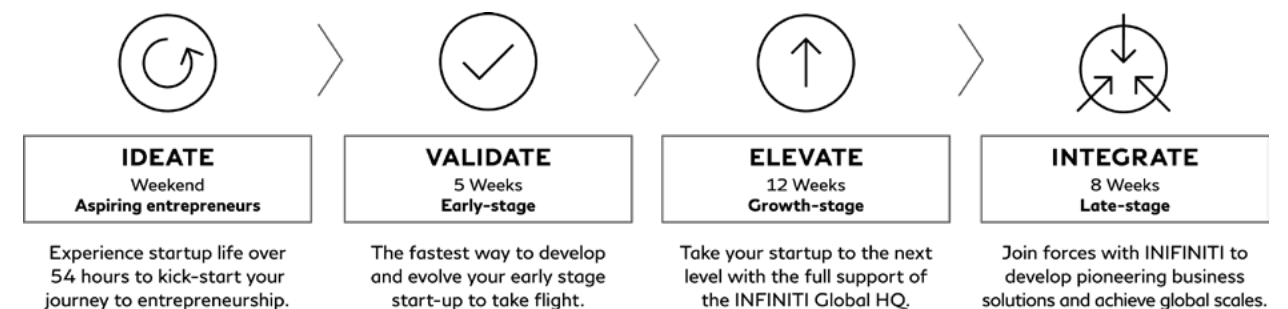 IDEATE
Weekend
Aspiring entrepreneurs
Experience startup life over
54 hours to kick-start your
journey to entrepreneurship.
VALIDATE
5 Weeks
Early-stage
The fastest way to develop
and evolve your early stage
start-up to take flight.
ELEVATE
12 Weeks
Growth-stage
Take your startup to the next
level with the full support of
the INFINITI Global HQ.
INTEGRATE
8 Weeks
Late-stage
Join forces with INIFINITI to
develop pioneering business
solutions and achieve global scales.